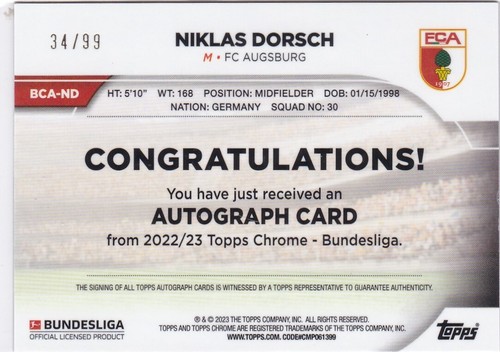 34/99
NIKLAS DORSCH
M • FC AUGSBURG
FCA
1907
BCA-ND
HT: 5'10" WT: 168 POSITION: MIDFIELDER DOB: 01/15/1998
NATION: GERMANY SQUAD NO: 30
CONGRATULATIONS!
You have just received an
AUTOGRAPH CARD
from 2022/23 Topps Chrome - Bundesliga.
THE SIGNING OF ALL TOPPS AUTOGRAPH CARDS IS WITNESSED BY A TOPPS REPRESENTATIVE TO GUARANTEE AUTHENTICITY.
BUNDESLIGA
OFFICIAL LICENSED PRODUCT
® & © 2023 THE TOPPS COMPANY, INC. ALL RIGHTS RESERVED.
TOPPS AND TOPPS CHROME ARE REGISTERED TRADEMARKS OF THE TOPPS COMPANY, INC.
WWW.TOPPS.COM. CODE#CMP061399
Topps